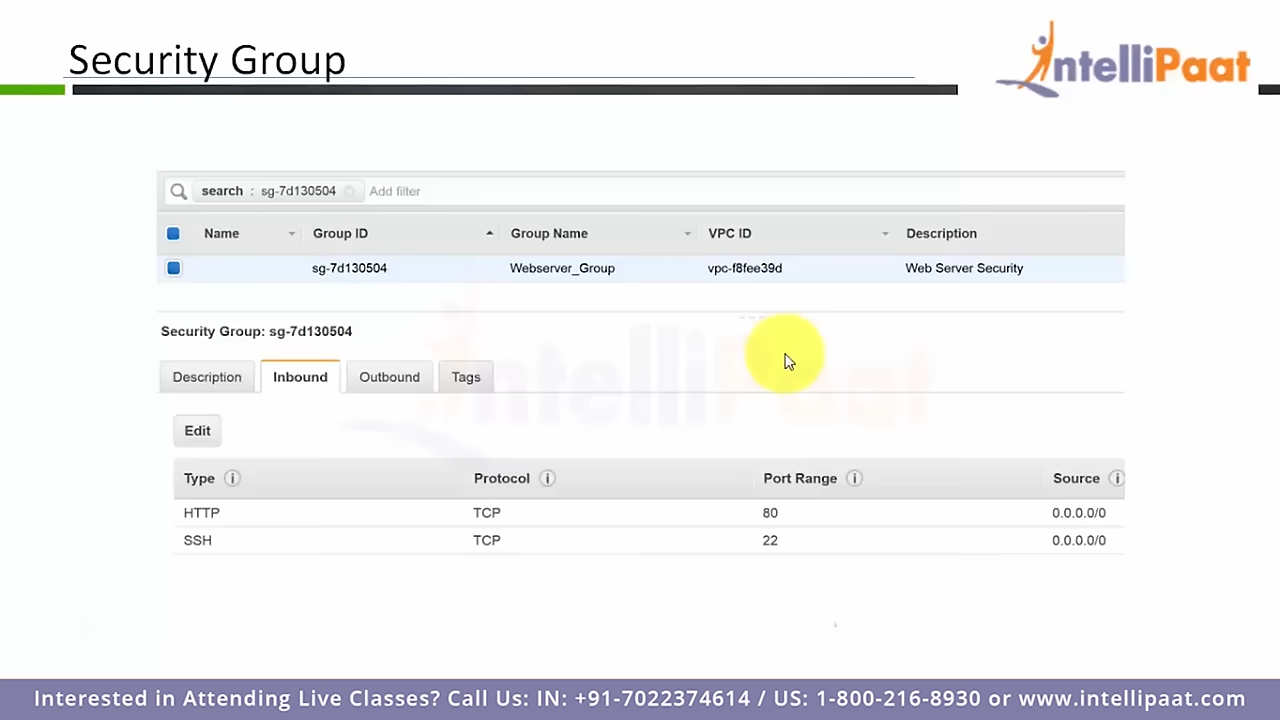 Security Group
IntelliPaat
search : sg-7d130504 Add filter
Name Group ID Group Name VPC ID Description
sg-7d130504 Webserver_Group vpc-f8fee39d Web Server Security
Security Group: sg-7d130504
Description Inbound Outbound Tags
IntelliPaat
Edit
Type Protocol Port Range Source
HTTP TCP 80 0.0.0.0/0
SSH TCP 22 0.0.0.0/0
Interested in Attending Live Classes? Call Us: IN: +91-7022374614 / US: 1-800-216-8930 or www.intellipaat.com